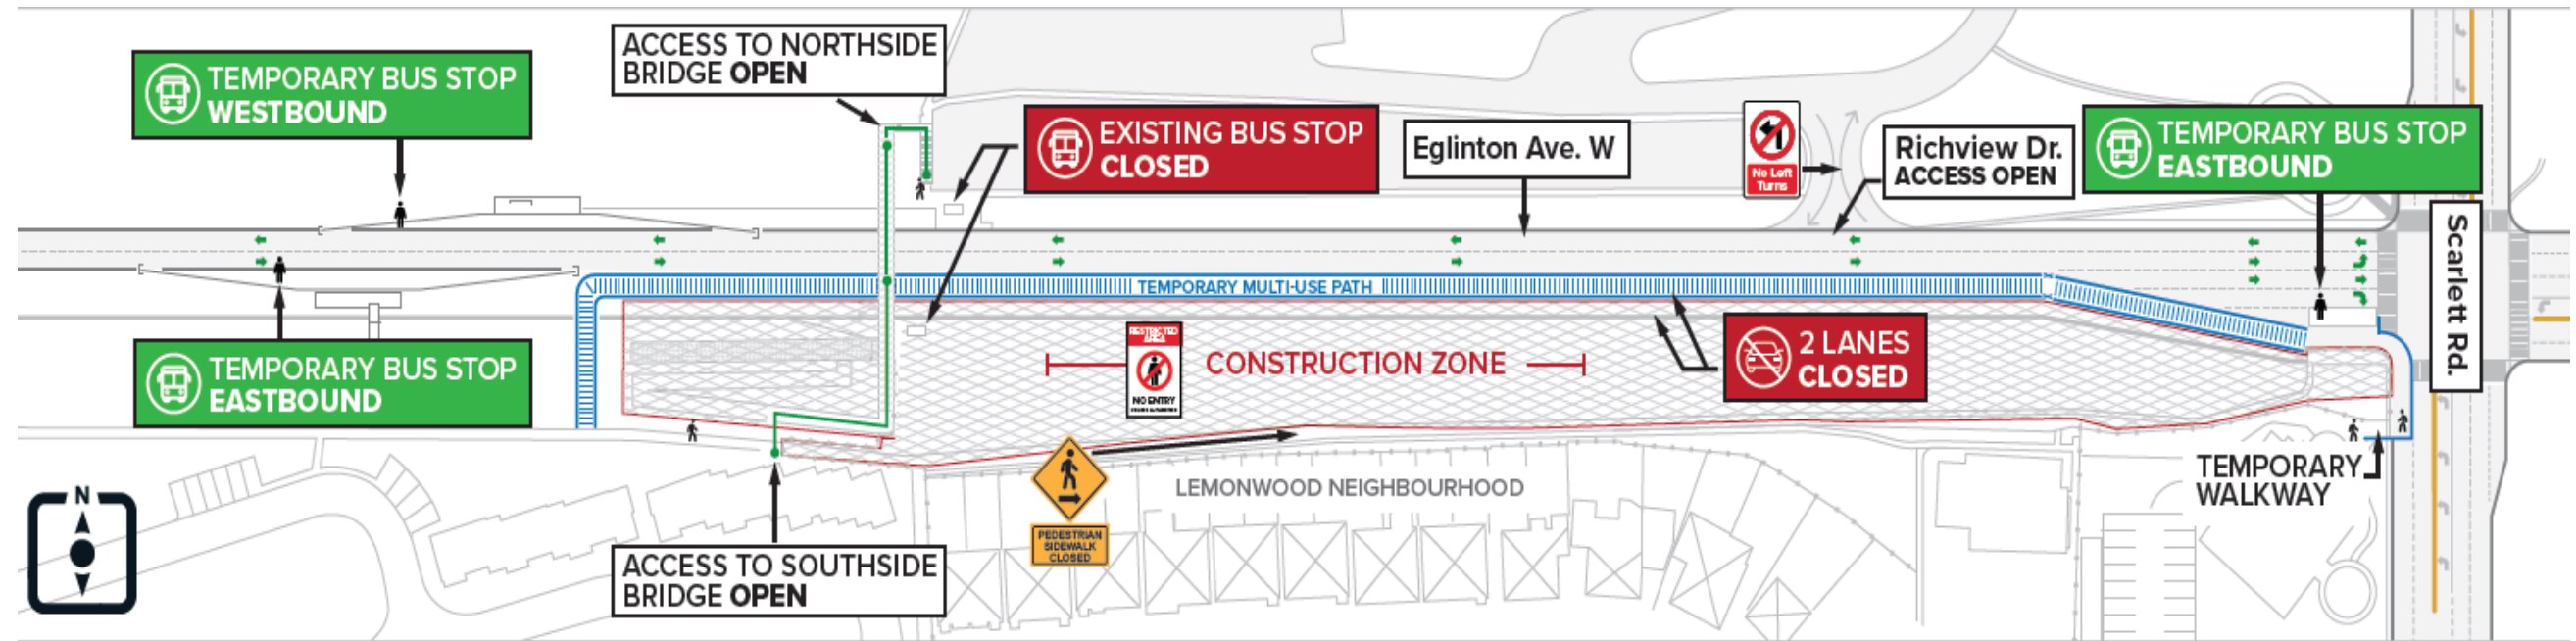 ACCESS TO NORTHSIDE
BRIDGE OPEN
TEMPORARY BUS STOP
WESTBOUND
EXISTING BUS STOP
CLOSED
Eglinton Ave. W
No Left
Turns
Richview Dr.
ACCESS OPEN
TEMPORARY BUS STOP
EASTBOUND
Scarlett Rd.
TEMPORARY MULTI-USE PATH
TEMPORARY BUS STOP
EASTBOUND
RESTRICTED
AREA
NO ENTRY
CONSTRUCTION ZONE
2 LANES
CLOSED
TEMPORARY
WALKWAY
LEMONWOOD NEIGHBOURHOOD
PEDESTRIAN
SIDEWALK
CLOSED
N
ACCESS TO SOUTHSIDE
BRIDGE OPEN